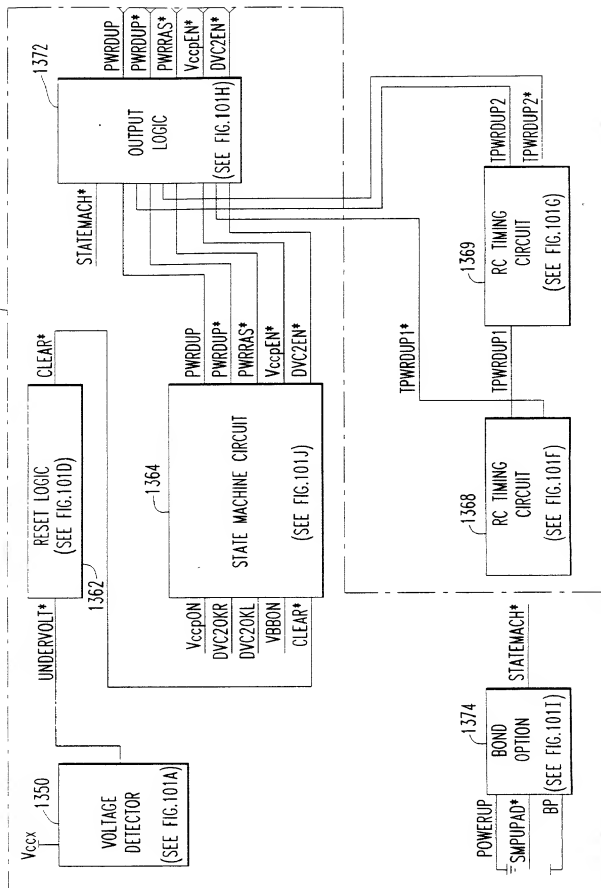 Vccx
1350
VOLTAGE
DETECTOR
(SEE FIG.101A)
UNDERVOLT*
RESET LOGIC
(SEE FIG.101D)
1362
CLEAR*
VccpON
DVC2OKR
DVC2OKL
VBBON
CLEAR*
1364
STATE MACHINE CIRCUIT
(SEE FIG.101J)
PWRDUP
PWRDUP*
PWRRAS*
VccpEN*
DVC2EN*
STATEMACH*
1372
OUTPUT
LOGIC
(SEE FIG.101H)
PWRDUP
PWRDUP*
PWRRAS*
VccpEN*
DVC2EN*
POWERUP
SMPUPAD*
BP
1374
BOND
OPTION
(SEE FIG.101I)
STATEMACH*
1368
RC TIMING
CIRCUIT
(SEE FIG.101F)
TPWRDUP1*
TPWRDUP1
1369
RC TIMING
CIRCUIT
(SEE FIG.101G)
TPWRDUP2
TPWRDUP2*